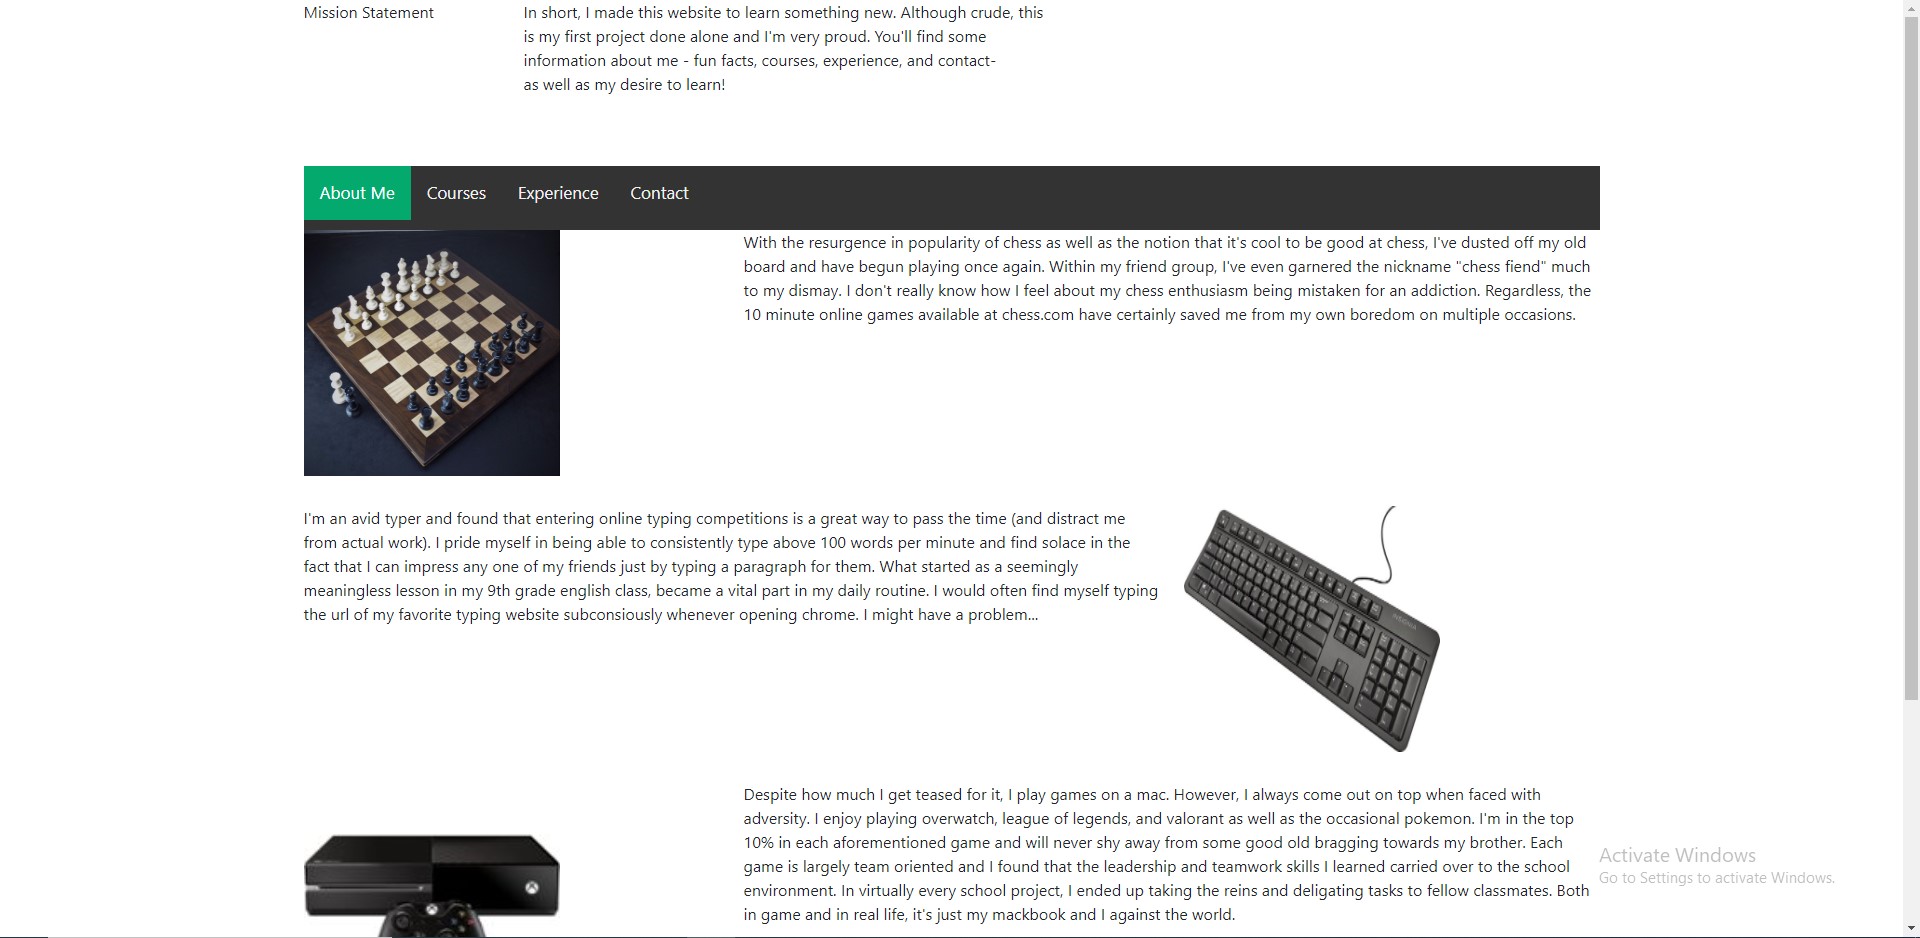 Mission Statement
In short, I made this website to learn something new. Although crude, this
is my first project done alone and I'm very proud. You'll find some
information about me - fun facts, courses, experience, and contact-
as well as my desire to learn!
About Me Courses Experience Contact
With the resurgence in popularity of chess as well as the notion that it's cool to be good at chess, I've dusted off my old
board and have begun playing once again. Within my friend group, I've even garnered the nickname "chess fiend" much
to my dismay. I don't really know how I feel about my chess enthusiasm being mistaken for an addiction. Regardless, the
10 minute online games available at chess.com have certainly saved me from my own boredom on multiple occasions.
I'm an avid typer and found that entering online typing competitions is a great way to pass the time (and distract me
from actual work). I pride myself in being able to consistently type above 100 words per minute and find solace in the
fact that I can impress any one of my friends just by typing a paragraph for them. What started as a seemingly
meaningless lesson in my 9th grade english class, became a vital part in my daily routine. I would often find myself typing
the url of my favorite typing website subconsiously whenever opening chrome. I might have a problem...
INSIGNIA
Despite how much I get teased for it, I play games on a mac. However, I always come out on top when faced with
adversity. I enjoy playing overwatch, league of legends, and valorant as well as the occasional pokemon. I'm in the top
10% in each aforementioned game and will never shy away from some good old bragging towards my brother. Each
game is largely team oriented and I found that the leadership and teamwork skills I learned carried over to the school
environment. In virtually every school project, I ended up taking the reins and deligating tasks to fellow classmates. Both
in game and in real life, it's just my mackbook and I against the world.
Activate Windows
Go to Settings to activate Windows.